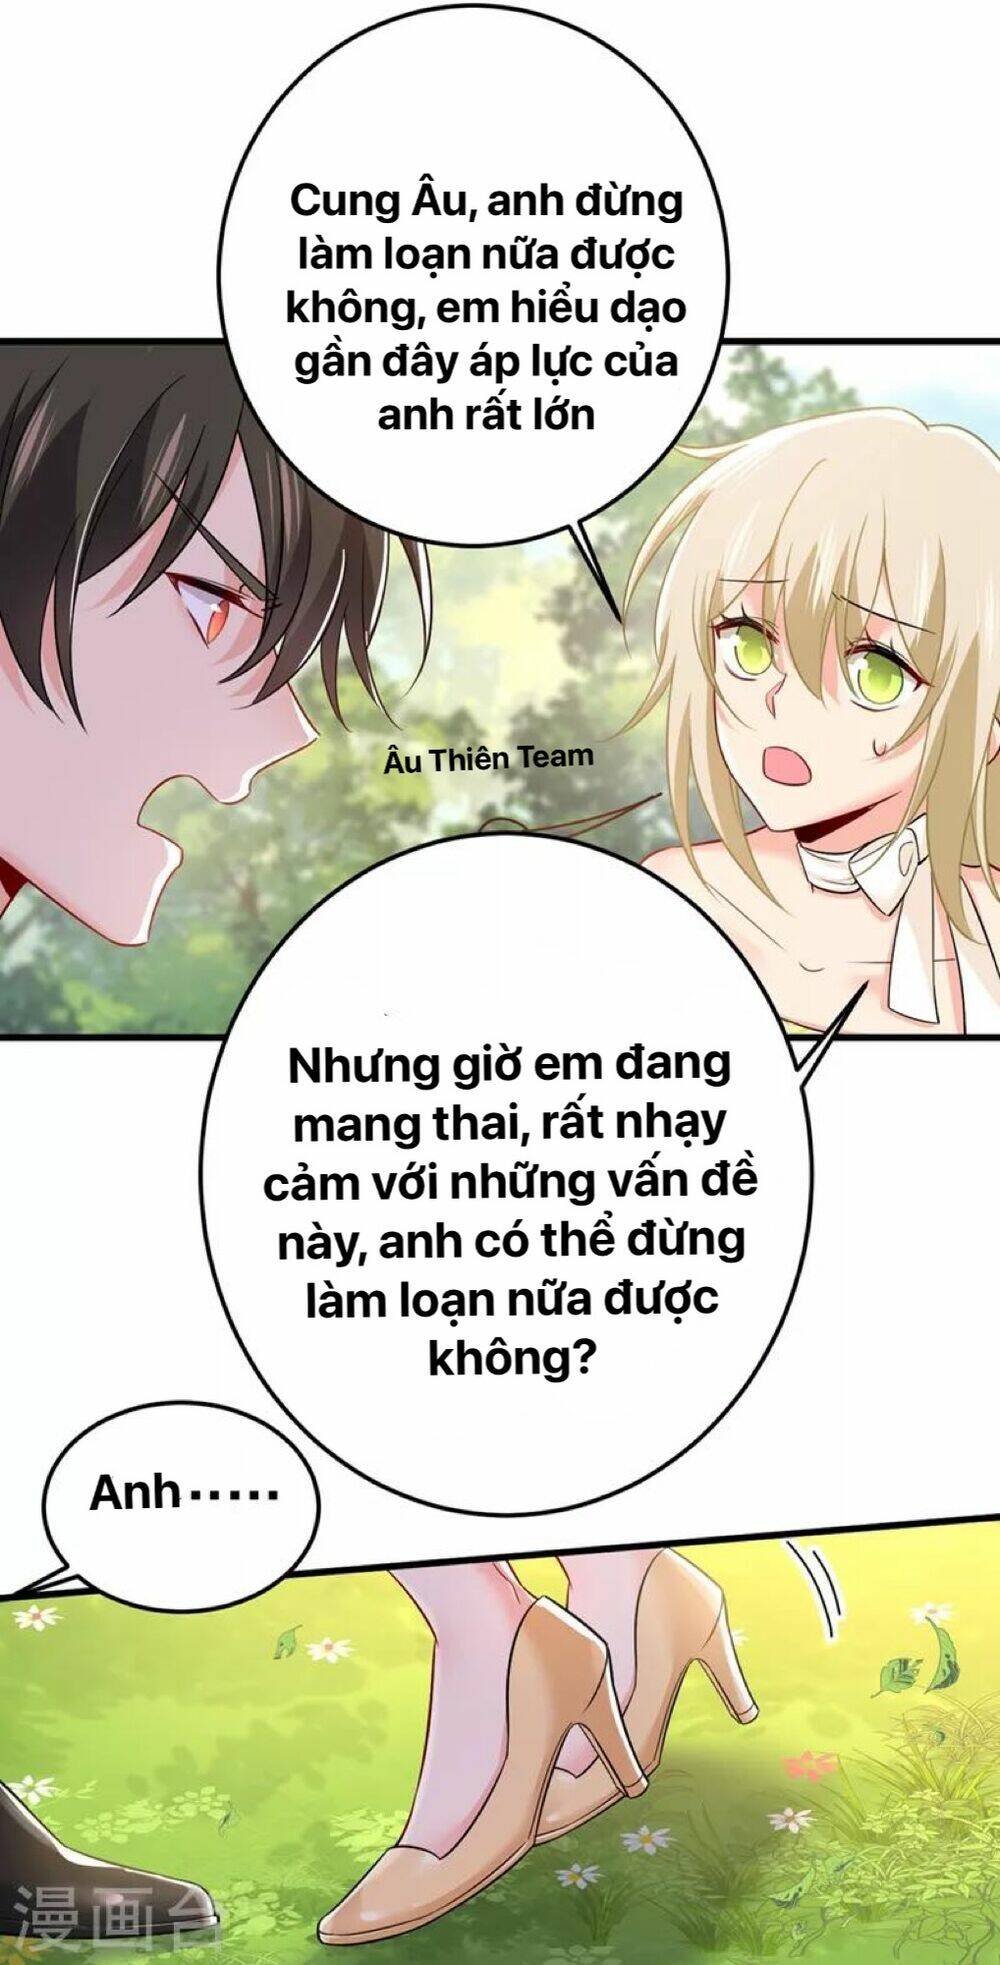 Cung Âu, anh đừng
làm loạn nữa được
không, em hiểu dạo
gần đây áp lực của
anh rất lớn
Âu Thiên Team
Nhưng giờ em đang
mang thai, rất nhạy
cảm với những vấn đề
này, anh có thể đừng
làm loạn nữa được
không?
Anh·····
漫画台